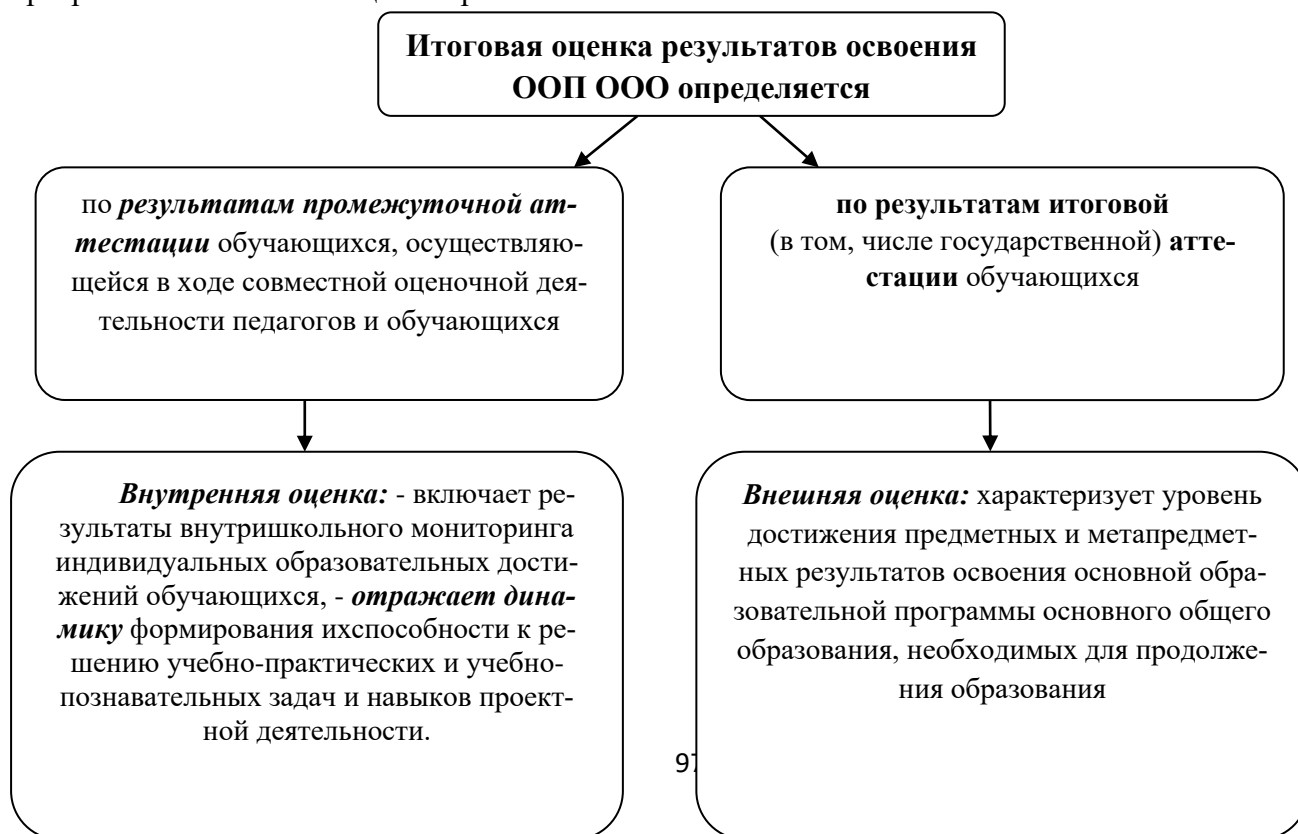 Итоговая оценка результатов освоения
ООП ООО определяется
по результатам промежуточной ат-
тестации обучающихся, осуществляю-
щейся в ходе совместной оценочной дея-
тельности педагогов и обучающихся
по результатам итоговой
(в том, числе государственной) атте-
стации обучающихся
Внутренняя оценка: - включает ре-
зультаты внутришкольного мониторинга
индивидуальных образовательных дости-
жений обучающихся, - отражает дина-
мику формирования ихспособности к ре-
шению учебно-практических и учебно-
познавательных задач и навыков проект-
ной деятельности.
Внешняя оценка: характеризует уровень
достижения предметных и метапредмет-
ных результатов освоения основной обра-
зовательной программы основного общего
образования, необходимых для продолже-
ния образования
97